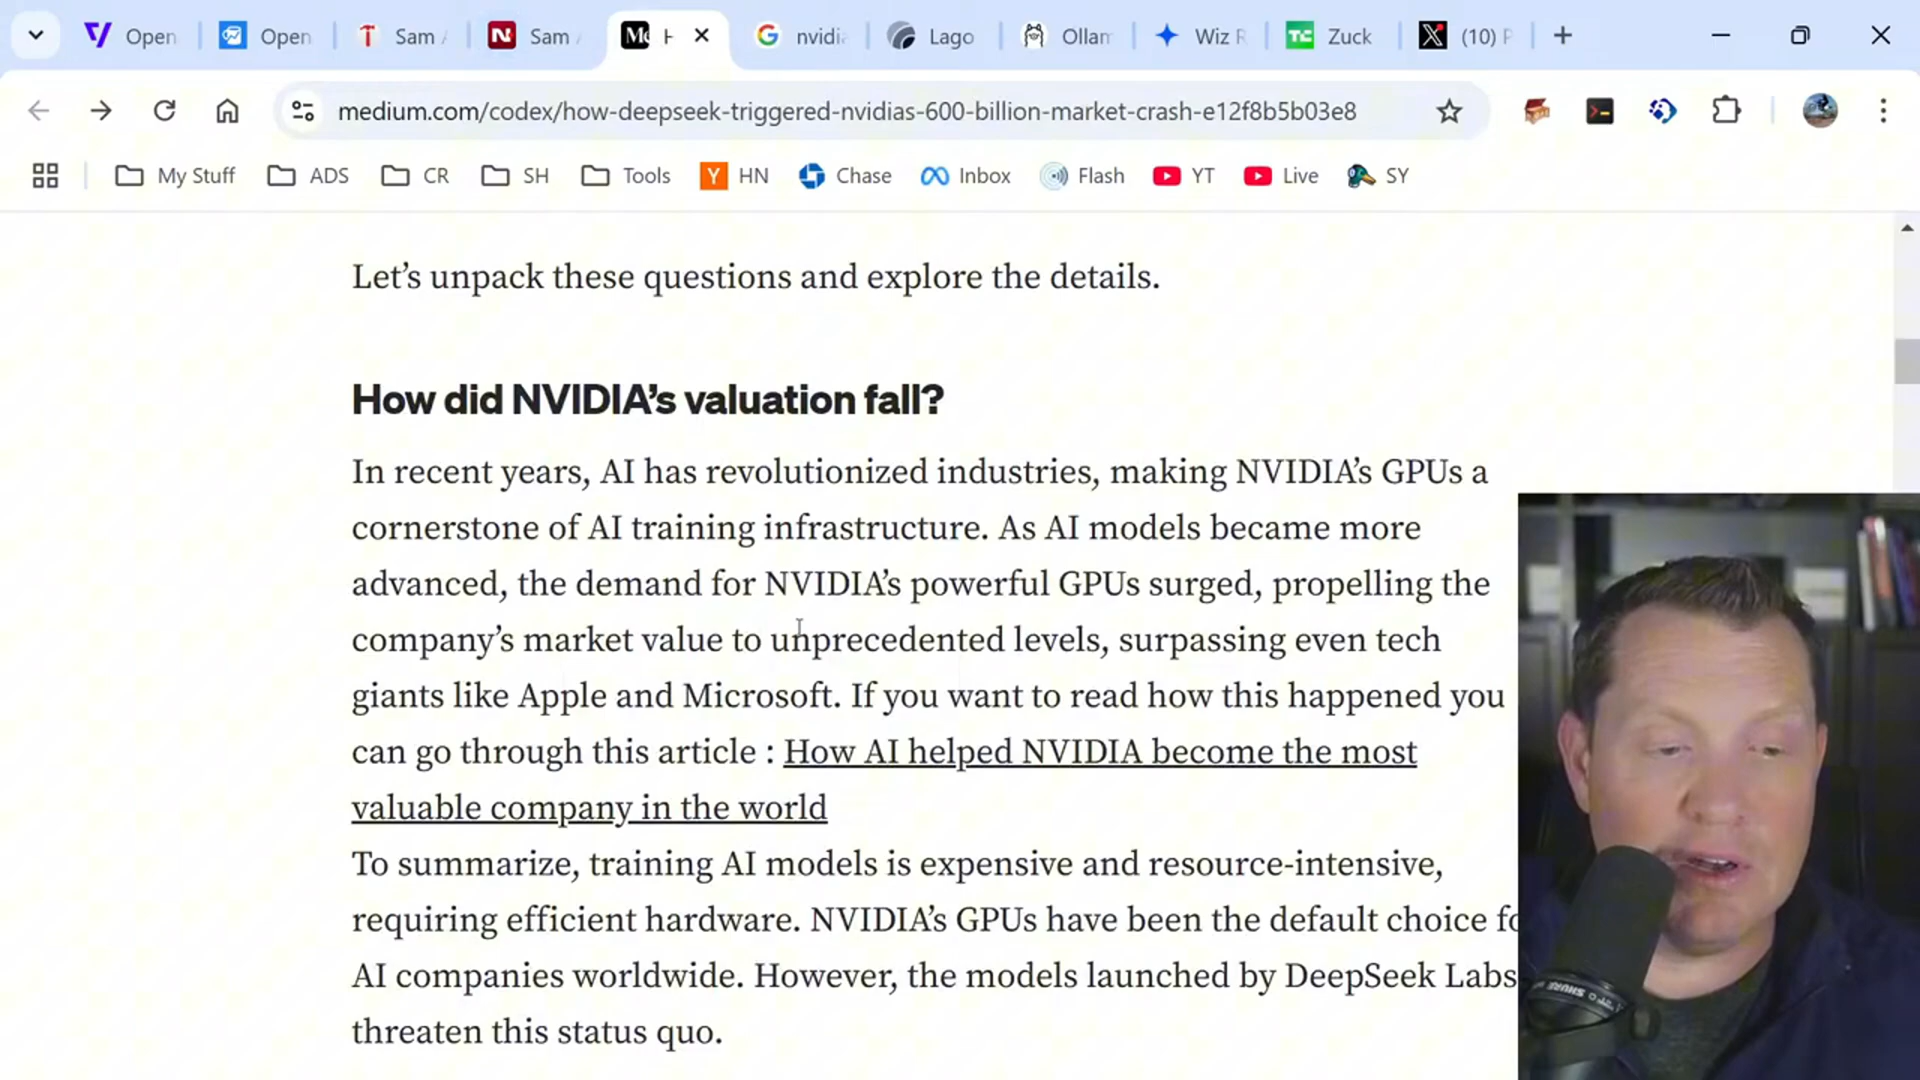 Open
Open
Sam
Sam
H
nvidi
Lago
Ollam
Wiz R
Zuck
(10) P
medium.com/codex/how-deepseek-triggered-nvidias-600-billion-market-crash-e12f8b5b03e8
My Stuff
ADS
CR
SH
Tools
HN
Chase
Inbox
Flash
YT
Live
SY
Let’s unpack these questions and explore the details.
How did NVIDIA’s valuation fall?
In recent years, AI has revolutionized industries, making NVIDIA’s GPUs a
cornerstone of AI training infrastructure. As AI models became more
advanced, the demand for NVIDIA’s powerful GPUs surged, propelling the
company’s market value to unprecedented levels, surpassing even tech
giants like Apple and Microsoft. If you want to read how this happened you
can go through this article : How AI helped NVIDIA become the most
valuable company in the world
To summarize, training AI models is expensive and resource-intensive,
requiring efficient hardware. NVIDIA’s GPUs have been the default choice fo
AI companies worldwide. However, the models launched by DeepSeek Labs
threaten this status quo.
SHURE